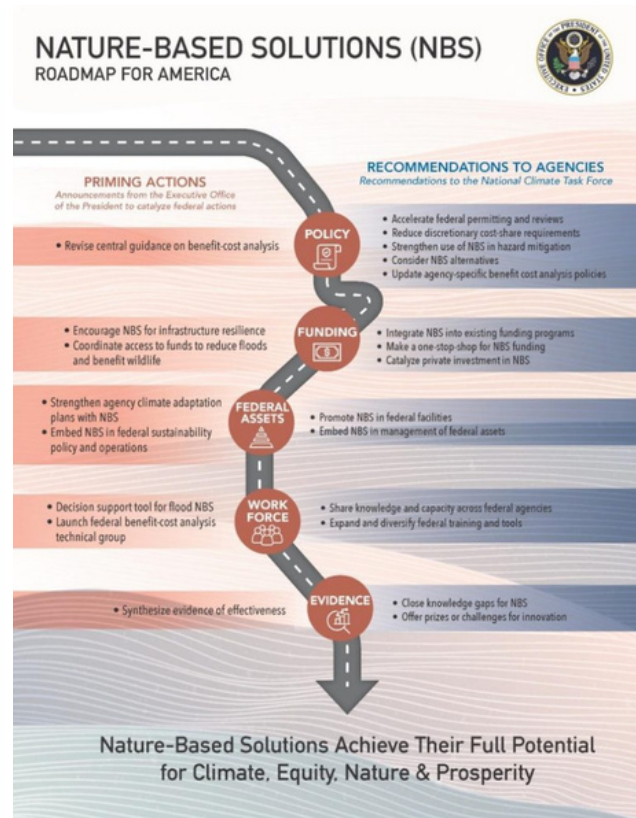 NATURE-BASED SOLUTIONS (NBS)
ROADMAP FOR AMERICA
EXECUTIVE OFFICE OF THE PRESIDENT OF THE UNITED STATES
PRIMING ACTIONS
Announcements from the Executive Office
of the President to catalyze federal actions
RECOMMENDATIONS TO AGENCIES
Recommendations to the National Climate Task Force
• Revise central guidance on benefit-cost analysis
POLICY
• Accelerate federal permitting and reviews
• Reduce discretionary cost-share requirements
• Strengthen use of NBS in hazard mitigation
• Consider NBS alternatives
• Update agency-specific benefit cost analysis policies
• Encourage NBS for infrastructure resilience
• Coordinate access to funds to reduce floods
and benefit wildlife
FUNDING
• Integrate NBS into existing funding programs
• Make a one-stop-shop for NBS funding
• Catalyze private investment in NBS
• Strengthen agency climate adaptation
plans with NBS
• Embed NBS in federal sustainability
policy and operations
FEDERAL
ASSETS
• Promote NBS in federal facilities
• Embed NBS in management of federal assets
• Decision support tool for flood NBS
• Launch federal benefit-cost analysis
technical group
WORK
FORCE
• Share knowledge and capacity across federal agencies
• Expand and diversify federal training and tools
• Synthesize evidence of effectiveness
EVIDENCE
• Close knowledge gaps for NBS
• Offer prizes or challenges for innovation
Nature-Based Solutions Achieve Their Full Potential
for Climate, Equity, Nature & Prosperity